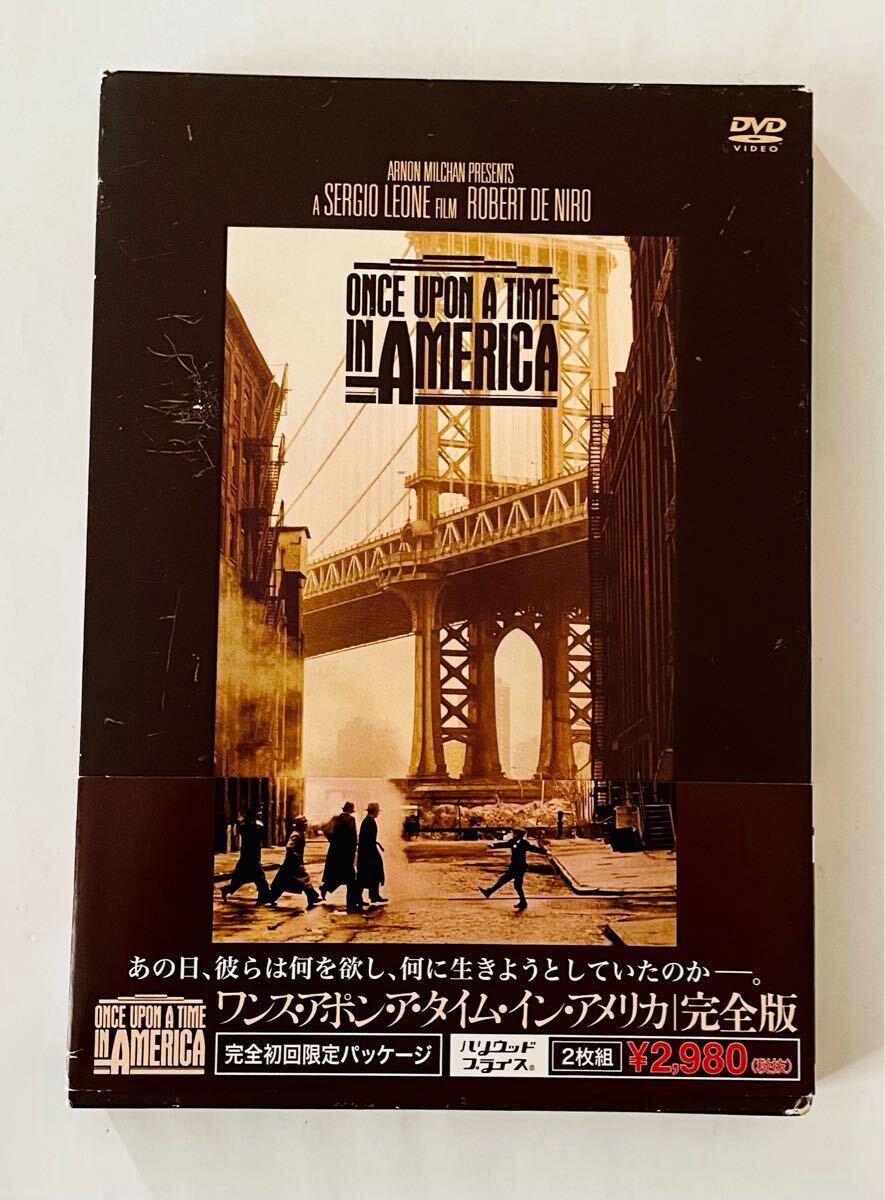 DVD
VIDEO
ARNON MILCHAN PRESENTS
A SERGIO LEONE FILM ROBERT DE NIRO
ONCE UPON A TIME
IN AMERICA
あの日、彼らは何を欲し、何に生きようとしていたのか──。
ONCE UPON A TIME
IN AMERICA
ワンス・アポン・ア・タイム・イン・アメリカ|完全版
完全初回限定パッケージ
ハリウッド
プライス®
2枚組 ¥2,980(税抜)